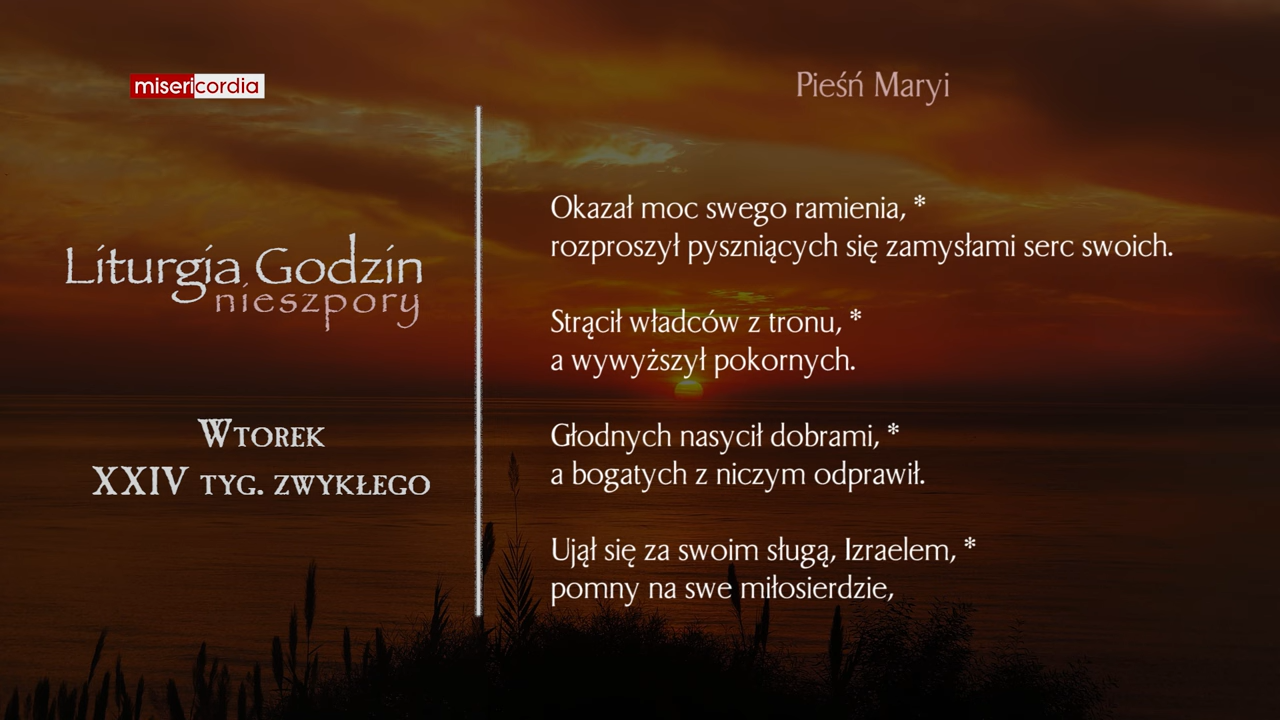 misericordia
Liturgia Godzin
nieszpory
Wtorek
XXIV tyg. zwykłego
Pieśń Maryi
Okazał moc swego ramienia, *
rozproszył pyszniących się zamysłami serc swoich.
Strącił władców z tronu, *
a wywyższył pokornych.
Głodnych nasycił dobrami, *
a bogatych z niczym odprawił.
Ujął się za swoim sługą, Izraelem, *
pomny na swe miłosierdzie,